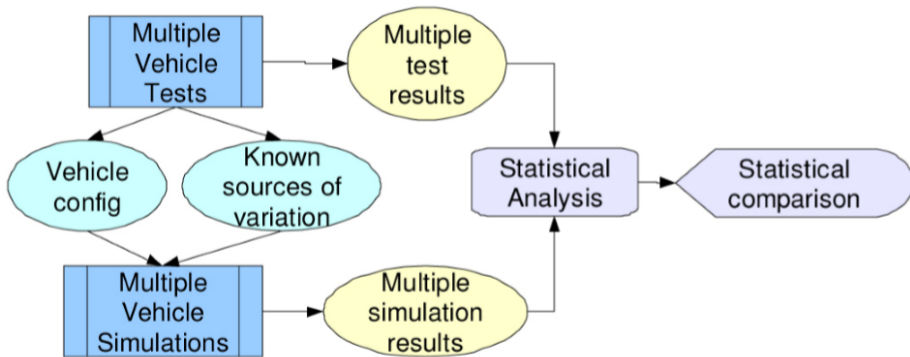 Multiple
Vehicle
Tests
Multiple
test
results
Vehicle
config
Known
sources of
variation
Statistical
Analysis
Statistical
comparison
Multiple
Vehicle
Simulations
Multiple
simulation
results